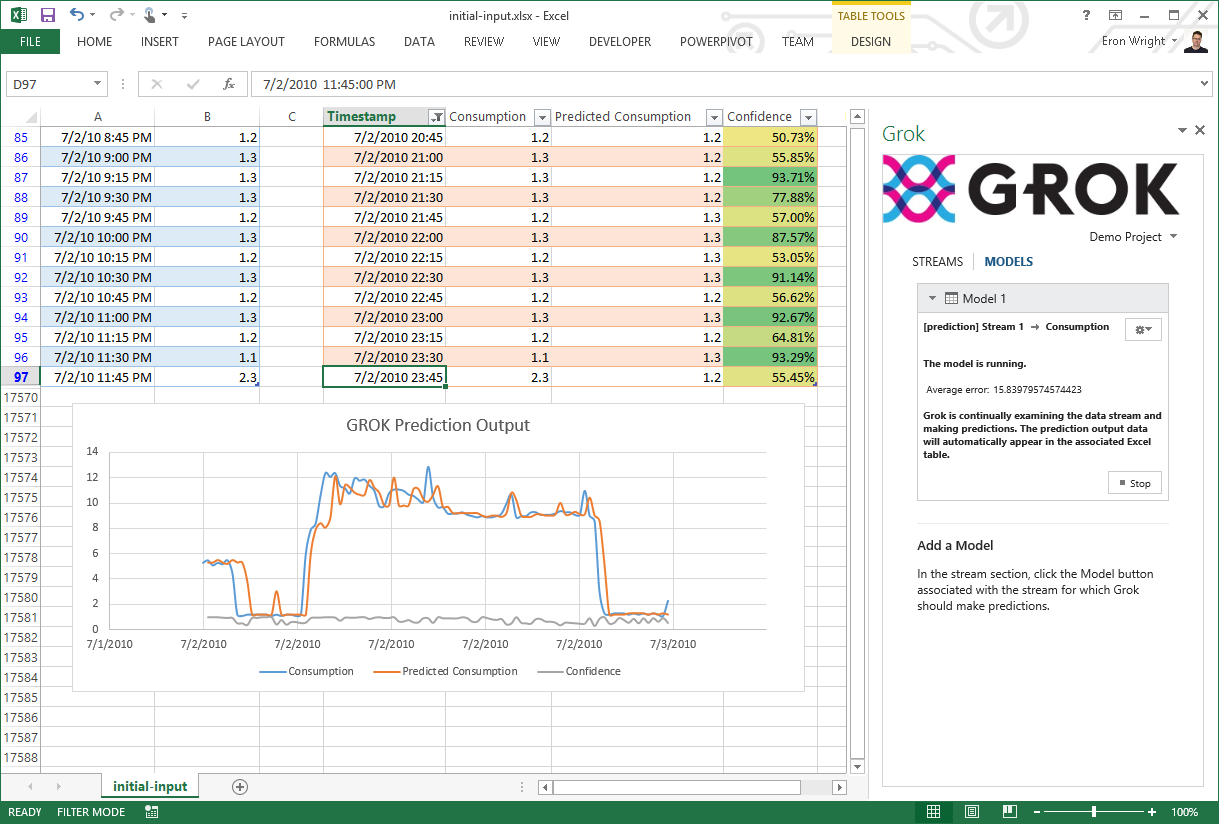 initial-input.xlsx - Excel
TABLE TOOLS
?
FILE HOME INSERT PAGE LAYOUT FORMULAS DATA REVIEW VIEW DEVELOPER POWERPIVOT TEAM DESIGN
Eron Wright
D97 fx 7/2/2010 11:45:00 PM
A B C Timestamp Consumption Predicted Consumption Confidence
85 7/2/10 8:45 PM 1.2 7/2/2010 20:45 1.2 1.2 50.73%
86 7/2/10 9:00 PM 1.3 7/2/2010 21:00 1.3 1.2 55.85%
87 7/2/10 9:15 PM 1.3 7/2/2010 21:15 1.3 1.2 93.71%
88 7/2/10 9:30 PM 1.3 7/2/2010 21:30 1.3 1.2 77.88%
89 7/2/10 9:45 PM 1.2 7/2/2010 21:45 1.2 1.3 57.00%
90 7/2/10 10:00 PM 1.3 7/2/2010 22:00 1.3 1.3 87.57%
91 7/2/10 10:15 PM 1.2 7/2/2010 22:15 1.2 1.3 53.05%
92 7/2/10 10:30 PM 1.3 7/2/2010 22:30 1.3 1.3 91.14%
93 7/2/10 10:45 PM 1.2 7/2/2010 22:45 1.2 1.2 56.62%
94 7/2/10 11:00 PM 1.3 7/2/2010 23:00 1.3 1.3 92.67%
95 7/2/10 11:15 PM 1.2 7/2/2010 23:15 1.2 1.2 64.81%
96 7/2/10 11:30 PM 1.1 7/2/2010 23:30 1.1 1.3 93.29%
97 7/2/10 11:45 PM 2.3 7/2/2010 23:45 2.3 1.2 55.45%
17570
17571
17572
17573
17574
17575
17576
17577
17578
17579
17580
17581
17582
17583
17584
17585
17586
17587
17588
GROK Prediction Output
14
12
10
8
6
4
2
0
7/1/2010 7/2/2010 7/2/2010 7/2/2010 7/2/2010 7/2/2010 7/3/2010
Consumption Predicted Consumption Confidence
Grok
GROK
Demo Project
STREAMS MODELS
Model 1
[prediction] Stream 1 → Consumption
The model is running.
Average error: 15.83979574574423
Grok is continually examining the data stream and
making predictions. The prediction output data
will automatically appear in the associated Excel
table.
Stop
Add a Model
In the stream section, click the Model button
associated with the stream for which Grok
should make predictions.
initial-input
READY FILTER MODE 100%